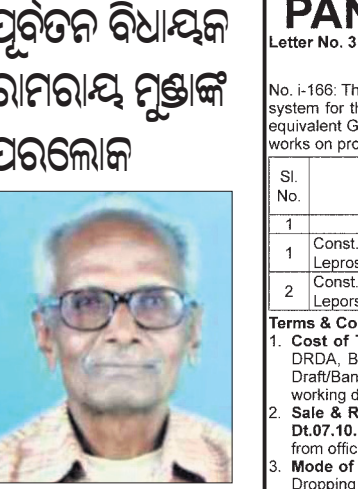 ପୂର୍ବତନ ବିଧାୟକ
ରାମରାୟ ମୁଣ୍ଡାଙ୍କ
ପରଲୋକ
PAN
Letter No. 3
No. i-166: Th
system for th
equivalent G
works on pro
Sl.
No.
1
1 Const.
Lepros
2 Const.
Lepors
Terms & Co
1. Cost of T
DRDA, B
Draft/Ban
working d
2. Sale & R
Dt.07.10.
from offic
3. Mode of
Dropping